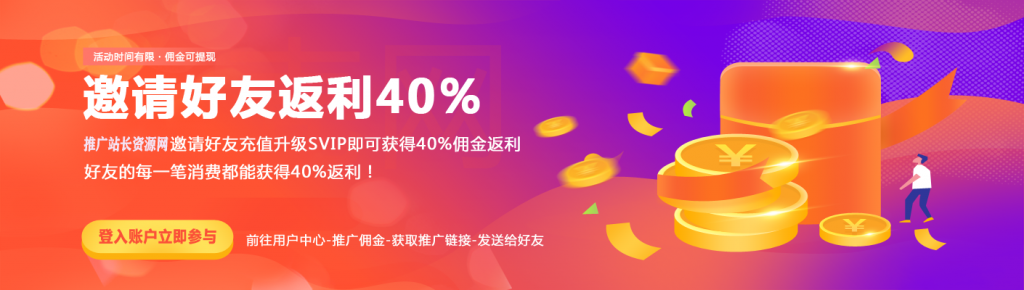 活动时间有限·佣金可提现
邀请好友返利40%
推广站长资源网邀请好友充值升级SVIP即可获得40%佣金返利
好友的每一笔消费都能获得40%返利！
登入账户立即参与
前往用户中心-推广佣金-获取推广链接-发送给好友
¥
¥